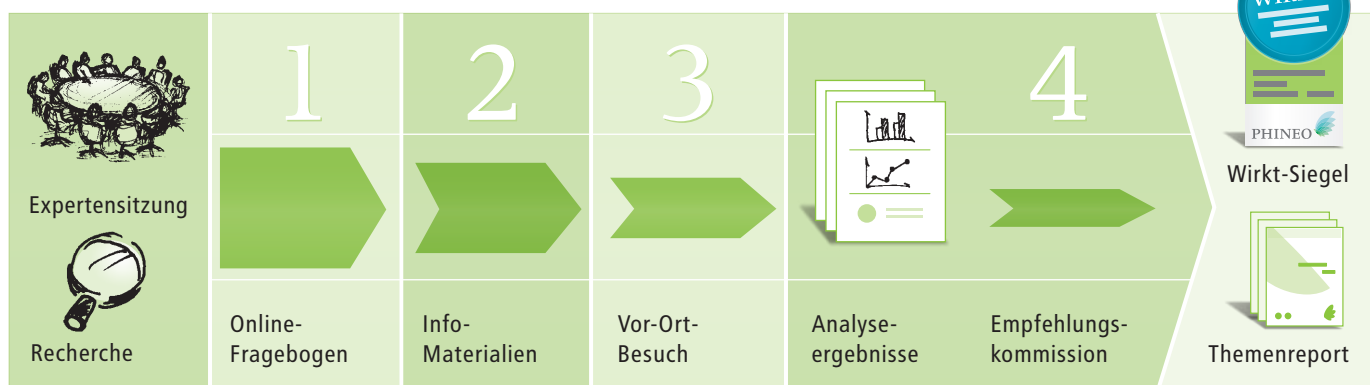 Expertensitzung
Recherche
1
Online-
Fragebogen
2
Info-
Materialien
3
Vor-Ort-
Besuch
Analyse-
ergebnisse
4
Empfehlungs-
kommission
PHINEO
Wirkt-Siegel
Themenreport